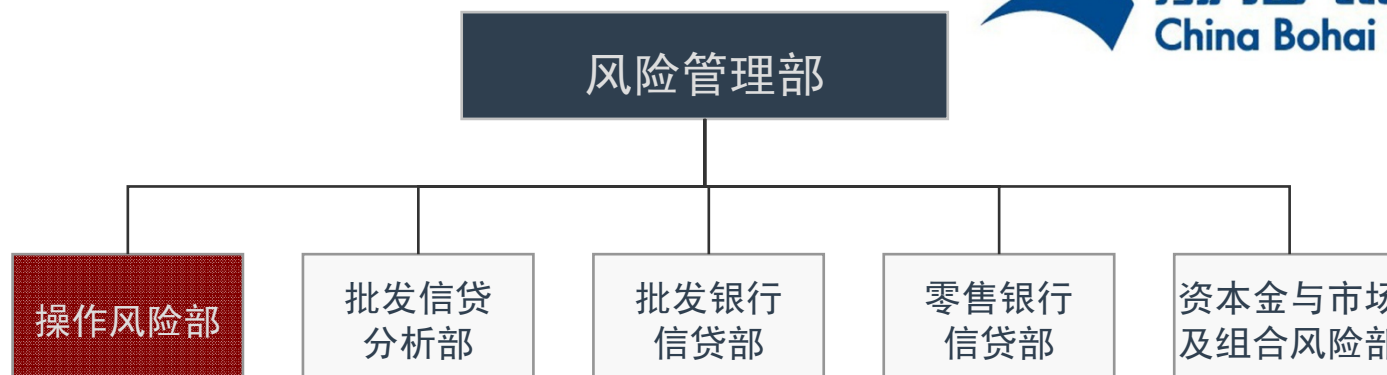 China Bohai
风险管理部
操作风险部
批发信贷
分析部
批发银行
信贷部
零售银行
信贷部
资本金与市场
及组合风险部